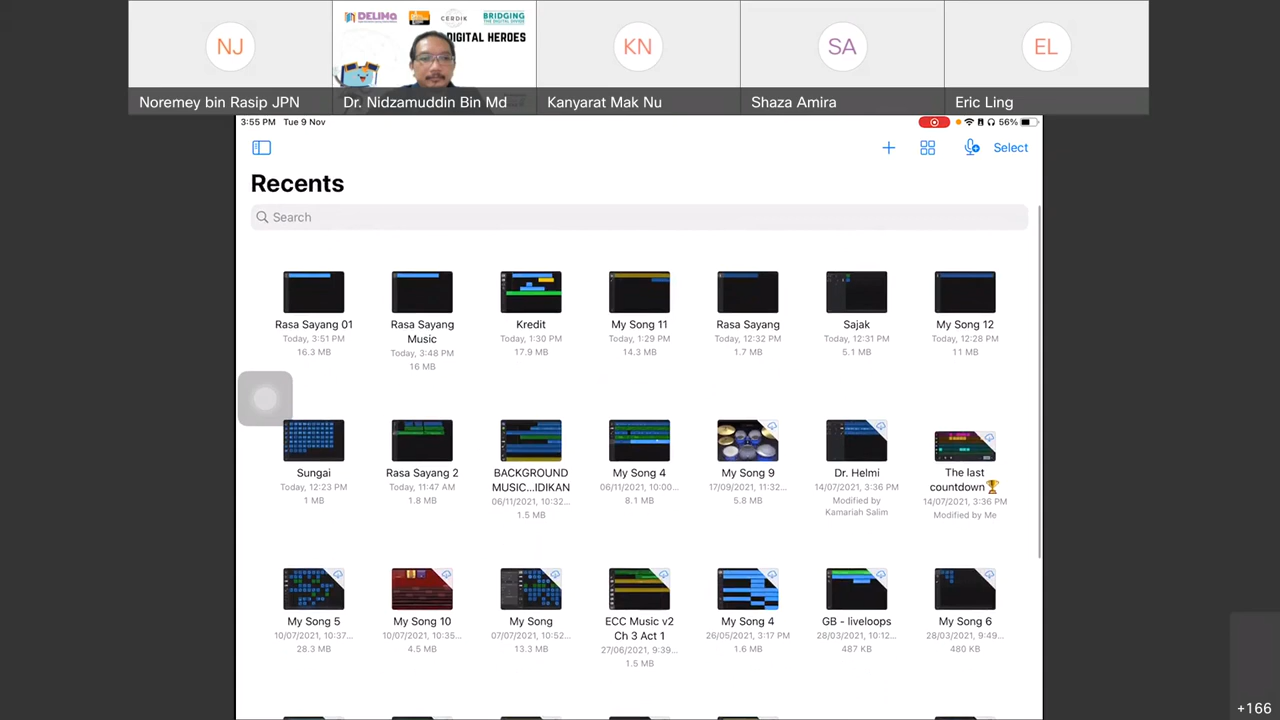 NJ
DELIMa
CERDIK
BRIDGING
THE DIGITAL DIVIDE
DIGITAL HEROES
KN
SA
EL
Noremey bin Rasip JPN
Dr. Nidzamuddin Bin Md
Kanyarat Mak Nu
Shaza Amira
Eric Ling
3:55 PM Tue 9 Nov
56%
Select
Recents
Search
Rasa Sayang 01
Today, 3:51 PM
16.3 MB
Rasa Sayang
Music
Today, 3:48 PM
16 MB
Kredit
Today, 1:30 PM
17.9 MB
My Song 11
Today, 1:29 PM
14.3 MB
Rasa Sayang
Today, 12:32 PM
1.7 MB
Sajak
Today, 12:31 PM
5.1 MB
My Song 12
Today, 12:28 PM
11 MB
Sungai
Today, 12:23 PM
1 MB
Rasa Sayang 2
Today, 11:47 AM
1.8 MB
BACKGROUND
MUSIC...IDIKAN
06/11/2021, 10:32...
1.5 MB
My Song 4
06/11/2021, 10:00...
8.1 MB
My Song 9
17/09/2021, 11:32...
5.8 MB
Dr. Helmi
14/07/2021, 3:36 PM
Modified by
Kamariah Salim
The last
countdown🏆
14/07/2021, 3:36 PM
Modified by Me
My Song 5
10/07/2021, 10:37...
28.3 MB
My Song 10
10/07/2021, 10:35...
4.5 MB
My Song
07/07/2021, 10:52...
13.3 MB
ECC Music v2
Ch 3 Act 1
27/06/2021, 9:39...
1.5 MB
My Song 4
26/05/2021, 3:17 PM
1.6 MB
GB - liveloops
28/03/2021, 10:12...
487 KB
My Song 6
28/03/2021, 9:49...
480 KB
+166